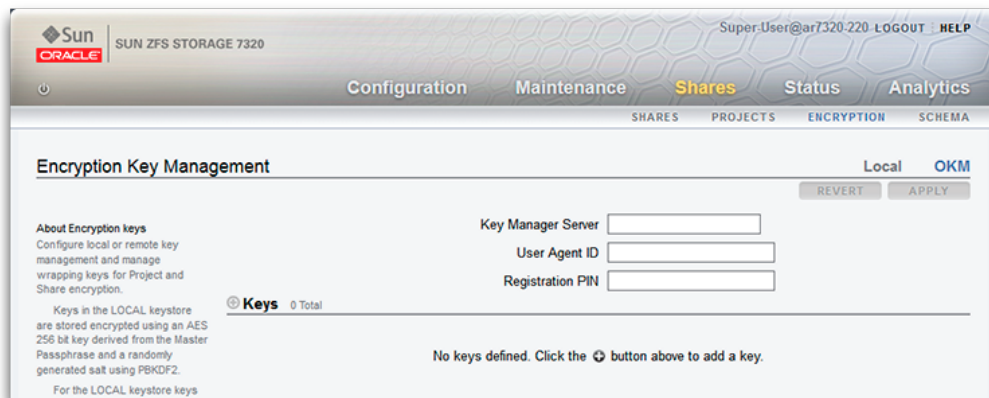 Sun
ORACLE
SUN ZFS STORAGE 7320
Super-User@ar7320-220 LOGOUT HELP
Configuration Maintenance Shares Status Analytics
SHARES PROJECTS ENCRYPTION SCHEMA
Encryption Key Management
Local OKM
REVERT APPLY
About Encryption keys
Configure local or remote key
management and manage
wrapping keys for Project and
Share encryption.
Keys in the LOCAL keystore
are stored encrypted using an AES
256 bit key derived from the Master
Passphrase and a randomly
generated salt using PBKDF2.
For the LOCAL keystore keys
Key Manager Server
User Agent ID
Registration PIN
Keys 0 Total
No keys defined. Click the button above to add a key.